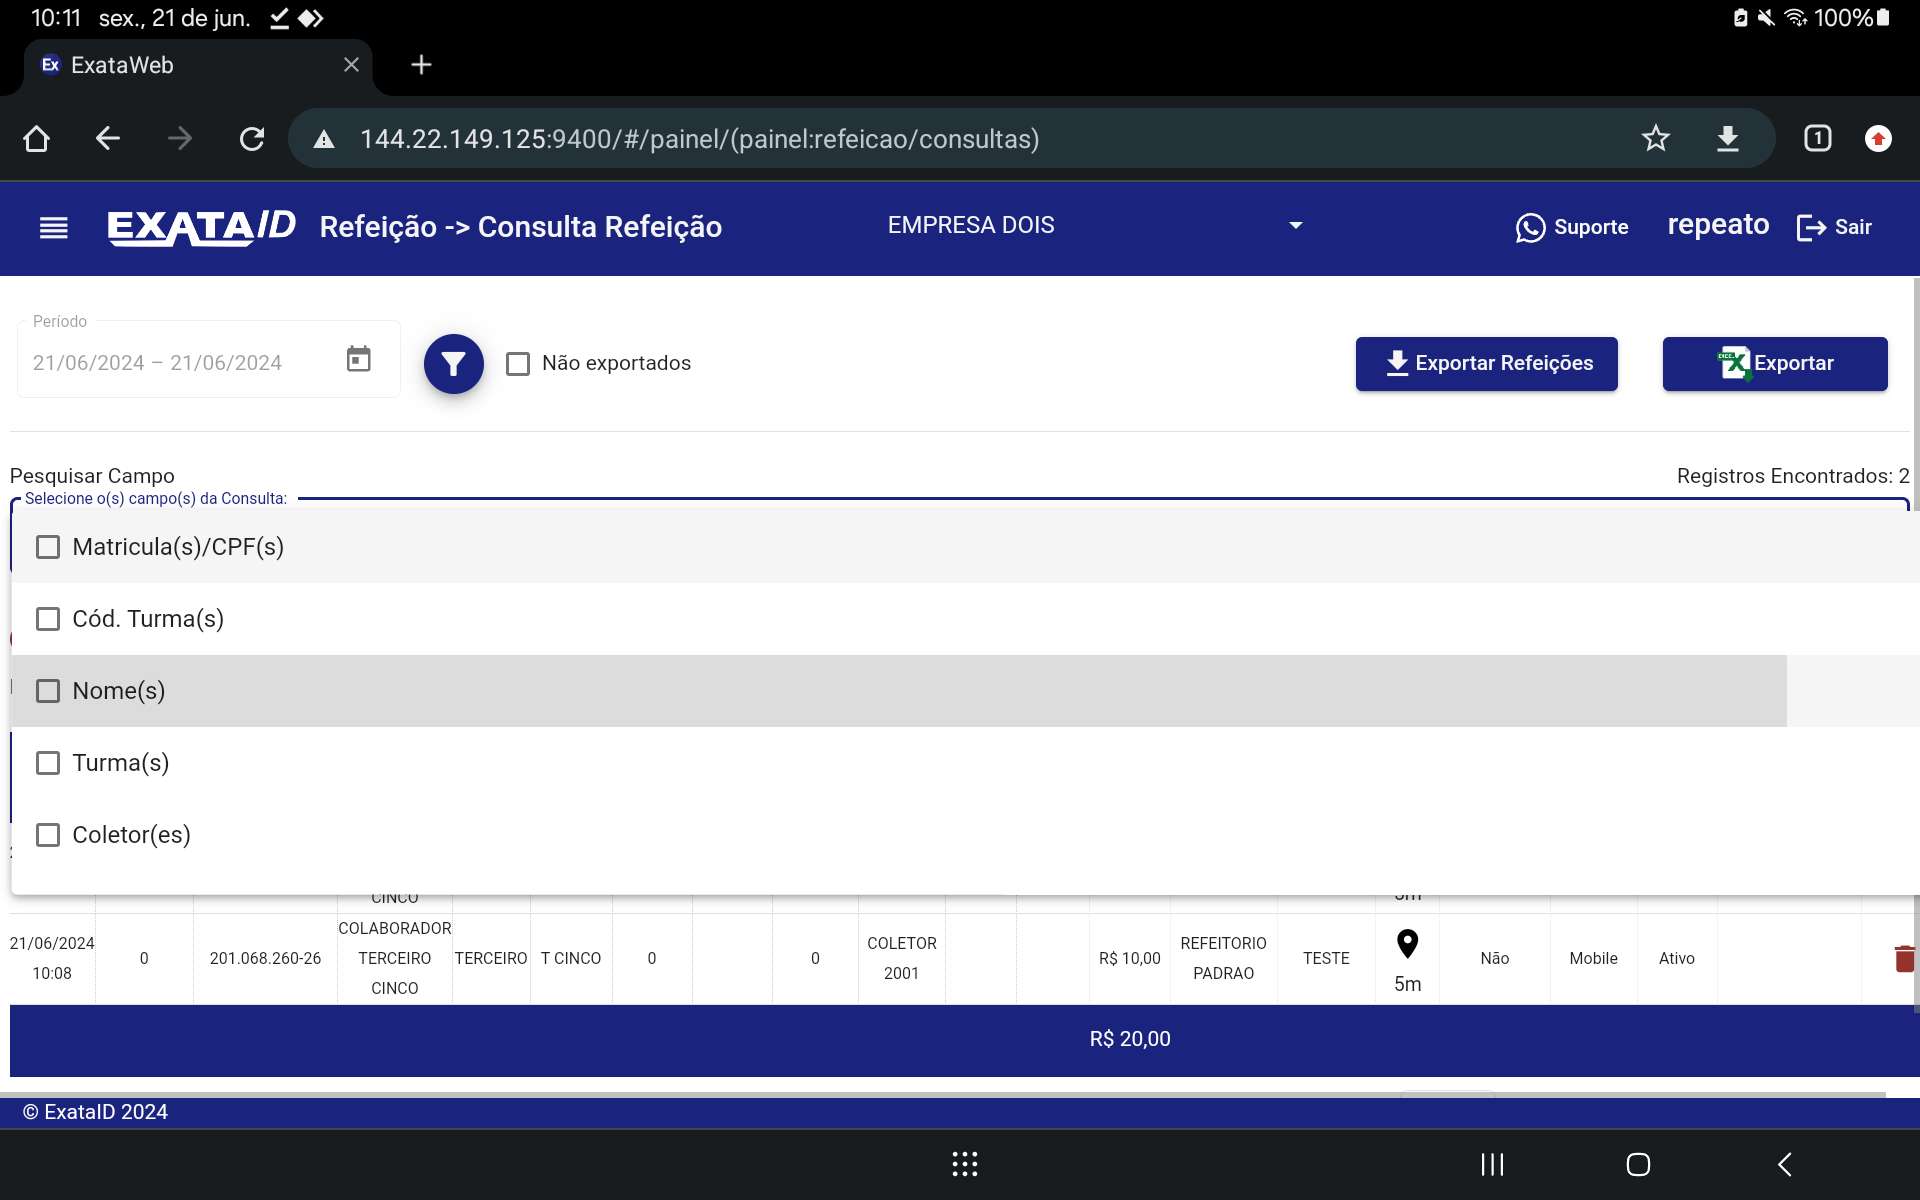 10:11 sex., 21 de jun.
100%
Ex ExataWeb
144.22.149.125:9400/#/painel/(painel:refeicao/consultas)
1
EXATAID
Refeição -> Consulta Refeição
EMPRESA DOIS
Suporte
repeato
Sair
Período
21/06/2024 – 21/06/2024
Não exportados
Exportar Refeições
Exportar
Pesquisar Campo
Registros Encontrados: 2
Selecione o(s) campo(s) da Consulta:
Matricula(s)/CPF(s)
Cód. Turma(s)
Nome(s)
Turma(s)
Coletor(es)
CINCO
5m
21/06/2024 10:08
0
201.068.260-26
COLABORADOR TERCEIRO CINCO
TERCEIRO
T CINCO
0
0
COLETOR 2001
R$ 10,00
REFEITORIO PADRAO
TESTE
5m
Não
Mobile
Ativo
R$ 20,00
© ExataID 2024